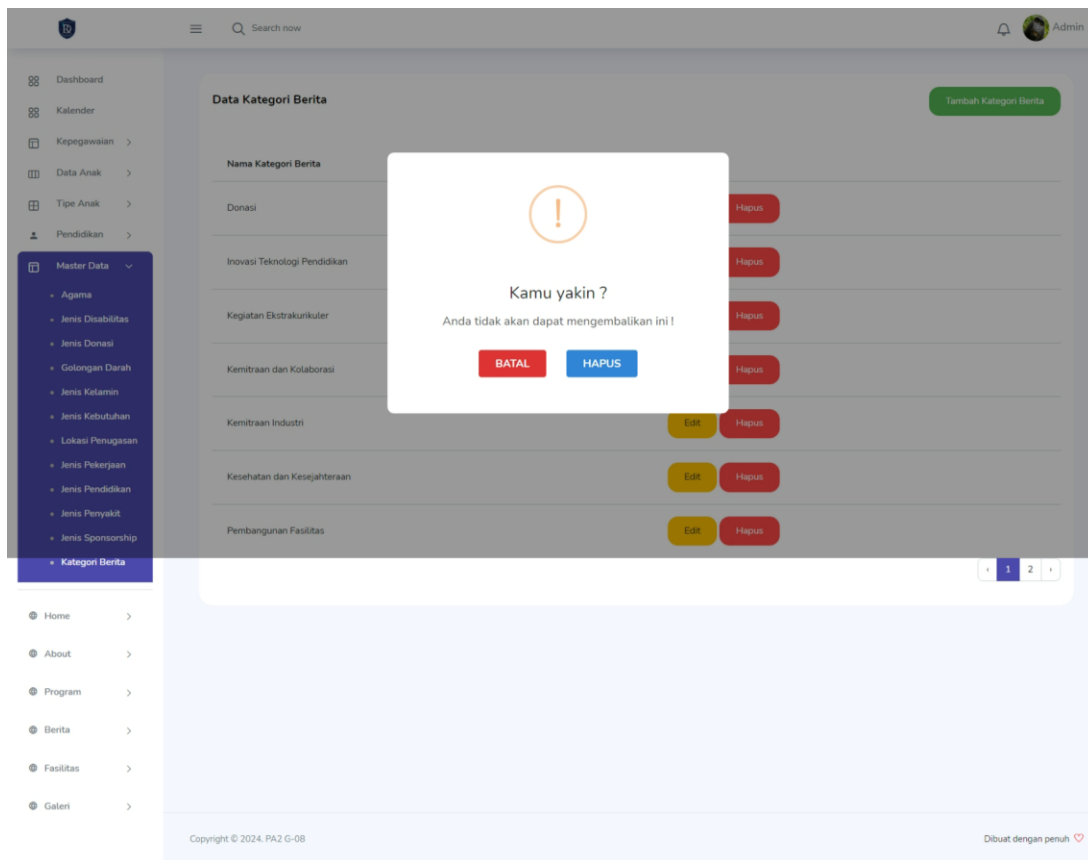 Search now
Admin
Dashboard
Kalender
Kepegawaian
Data Anak
Tipe Anak
Pendidikan
Master Data
Agama
Jenis Disabilitas
Jenis Donasi
Golongan Darah
Jenis Kelamin
Jenis Kebutuhan
Lokasi Penugasan
Jenis Pekerjaan
Jenis Pendidikan
Jenis Penyakit
Jenis Sponsorship
Kategori Berita
Home
About
Program
Berita
Fasilitas
Galeri
Data Kategori Berita
Tambah Kategori Berita
Nama Kategori Berita
Donasi Hapus
Inovasi Teknologi Pendidikan Hapus
Kegiatan Ekstrakurikuler Hapus
Kemitraan dan Kolaborasi Hapus
Kemitraan Industri Edit Hapus
Kesehatan dan Kesejahteraan Edit Hapus
Pembangunan Fasilitas Edit Hapus
‹ 1 2 ›
!
Kamu yakin ?
Anda tidak akan dapat mengembalikan ini !
BATAL HAPUS
Copyright © 2024. PA2 G-08
Dibuat dengan penuh ♡